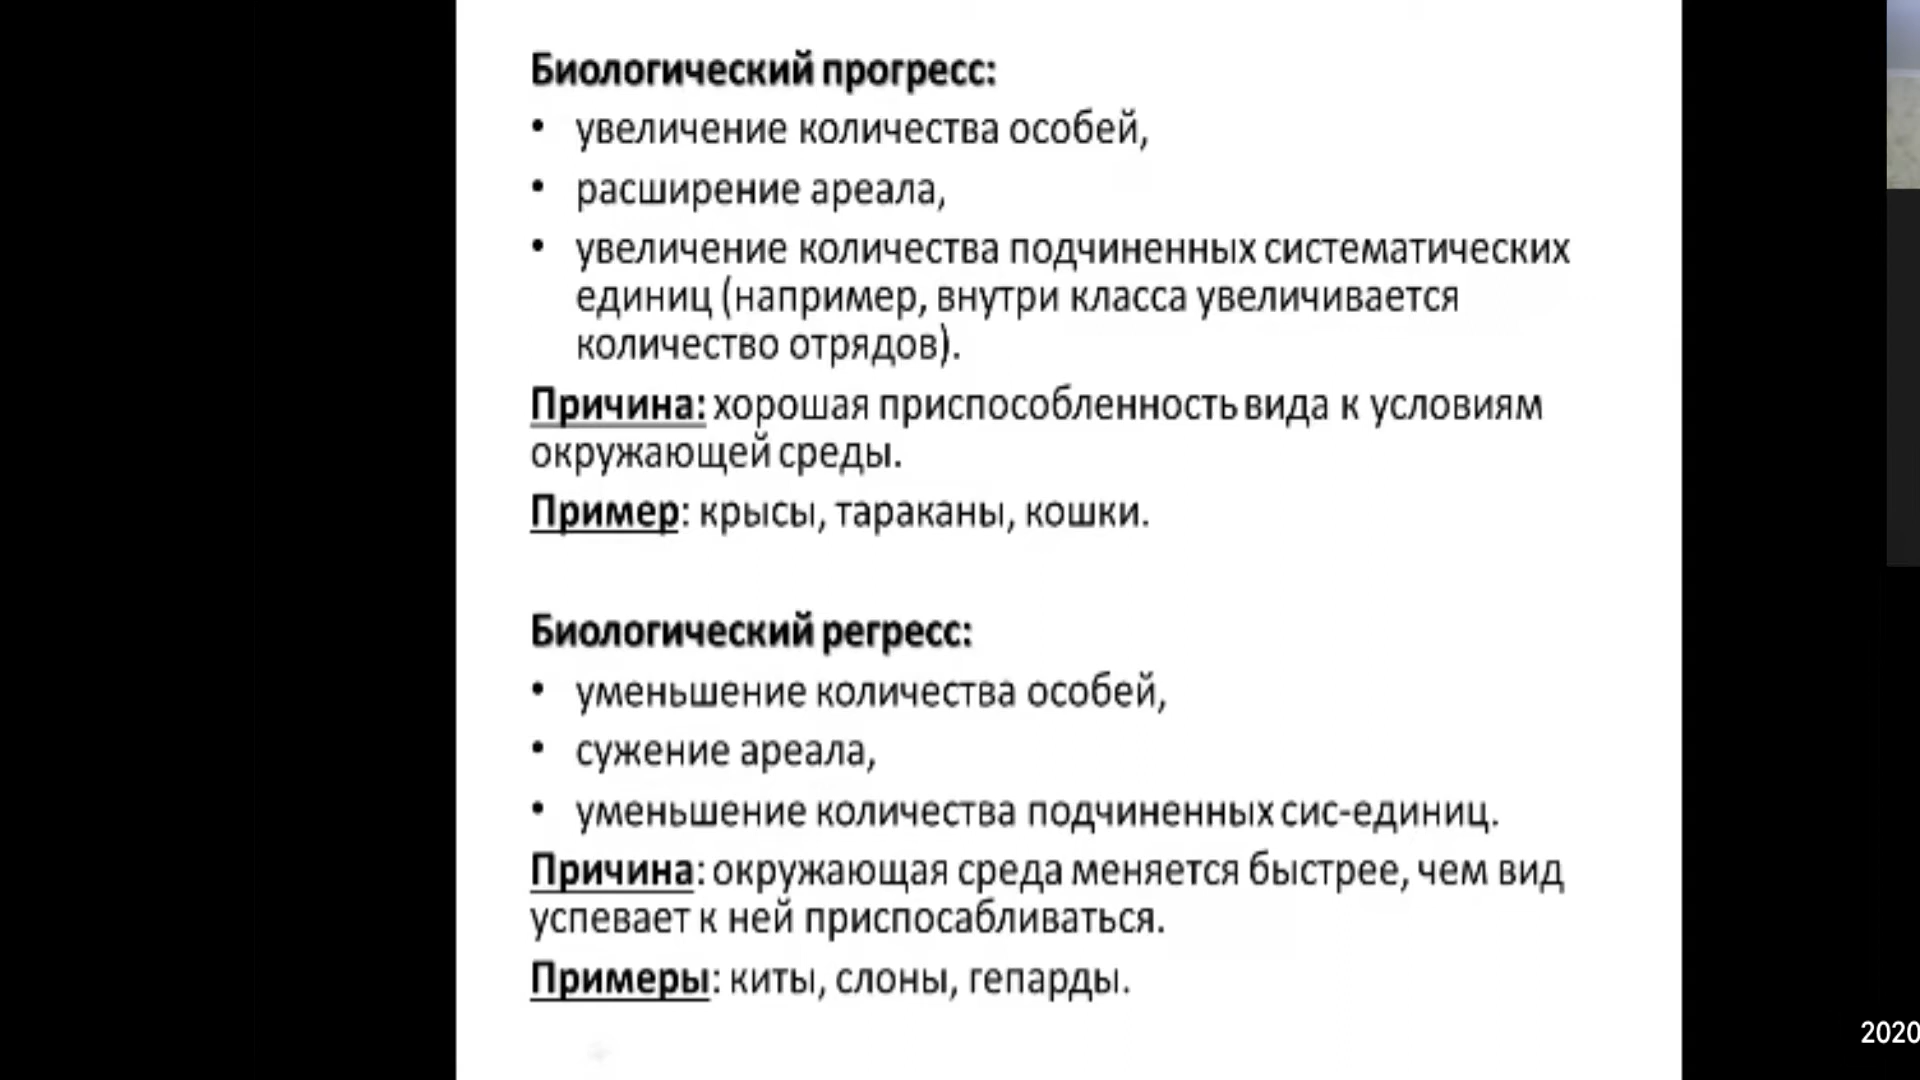 Биологический прогресс:
• увеличение количества особей,
• расширение ареала,
• увеличение количества подчиненных систематических
единиц (например, внутри класса увеличивается
количество отрядов).
Причина: хорошая приспособленность вида к условиям
окружающей среды.
Пример: крысы, тараканы, кошки.
Биологический регресс:
• уменьшение количества особей,
• сужение ареала,
• уменьшение количества подчиненных сис-единиц.
Причина: окружающая среда меняется быстрее, чем вид
успевает к ней приспосабливаться.
Примеры: киты, слоны, гепарды.
2020